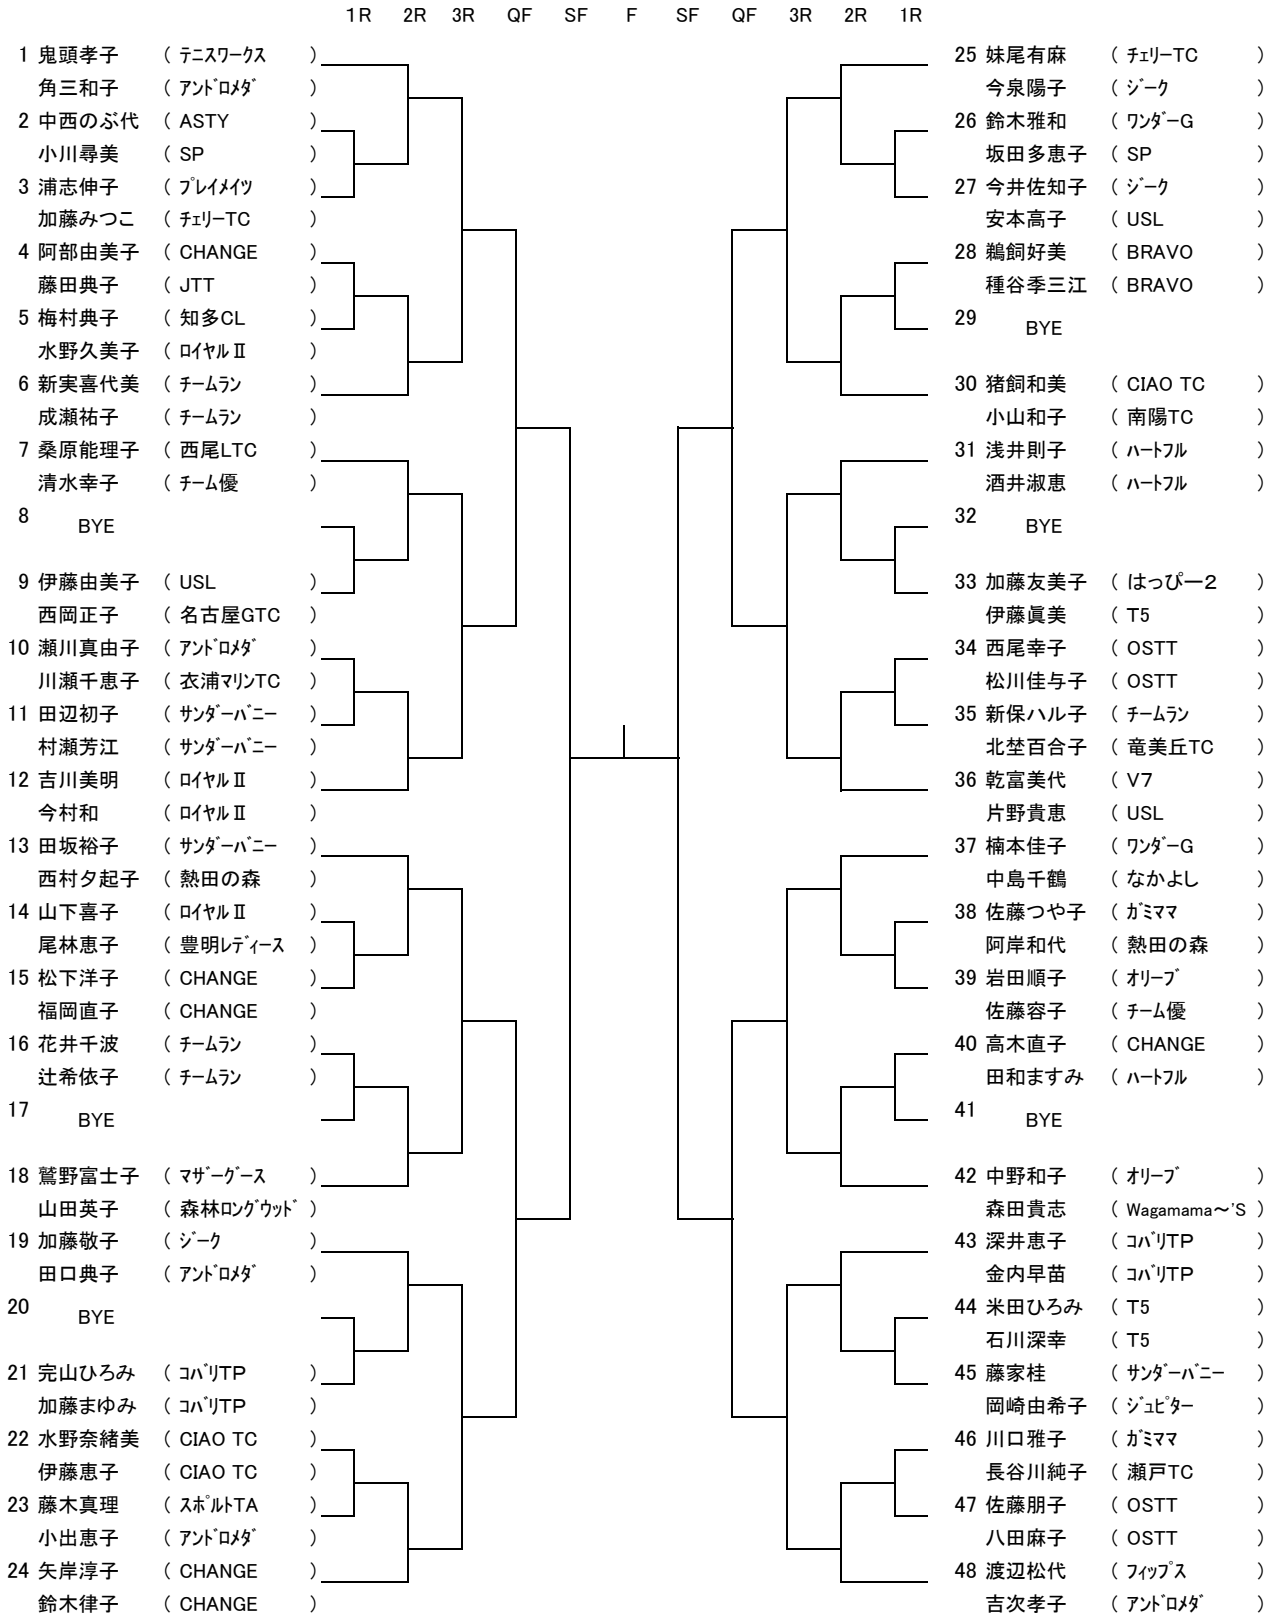 1R 2R 3R QF SF F SF QF 3R 2R 1R
1 鬼頭孝子 ( テニスワークス )
角三和子 ( アンドロメダ )
2 中西のぶ代 ( ASTY )
小川尋美 ( SP )
3 浦志伸子 ( プレイメイツ )
加藤みつこ ( チェリーTC )
4 阿部由美子 ( CHANGE )
藤田典子 ( JTT )
5 梅村典子 ( 知多CL )
水野久美子 ( ロイヤルⅡ )
6 新実喜代美 ( チームラン )
成瀬祐子 ( チームラン )
7 桑原能理子 ( 西尾LTC )
清水幸子 ( チーム優 )
8 BYE
9 伊藤由美子 ( USL )
西岡正子 ( 名古屋GTC )
10 瀬川真由子 ( アンドロメダ )
川瀬千恵子 ( 衣浦マリンTC )
11 田辺初子 ( サンダーバニー )
村瀬芳江 ( サンダーバニー )
12 吉川美明 ( ロイヤルⅡ )
今村和 ( ロイヤルⅡ )
13 田坂裕子 ( サンダーバニー )
西村夕起子 ( 熱田の森 )
14 山下喜子 ( ロイヤルⅡ )
尾林恵子 ( 豊明レディース )
15 松下洋子 ( CHANGE )
福岡直子 ( CHANGE )
16 花井千波 ( チームラン )
辻希依子 ( チームラン )
17 BYE
18 鷲野富士子 ( マザーグース )
山田英子 ( 森林ロングウッド )
19 加藤敬子 ( ジーク )
田口典子 ( アンドロメダ )
20 BYE
21 完山ひろみ ( コバリTP )
加藤まゆみ ( コバリTP )
22 水野奈緒美 ( CIAO TC )
伊藤恵子 ( CIAO TC )
23 藤木真理 ( スポルトTA )
小出恵子 ( アンドロメダ )
24 矢岸淳子 ( CHANGE )
鈴木律子 ( CHANGE )
25 妹尾有麻 ( チェリーTC )
今泉陽子 ( ジーク )
26 鈴木雅和 ( ワンダーG )
坂田多恵子 ( SP )
27 今井佐知子 ( ジーク )
安本高子 ( USL )
28 鵜飼好美 ( BRAVO )
種谷季三江 ( BRAVO )
29 BYE
30 猪飼和美 ( CIAO TC )
小山和子 ( 南陽TC )
31 浅井則子 ( ハートフル )
酒井淑恵 ( ハートフル )
32 BYE
33 加藤友美子 ( はっぴー2 )
伊藤眞美 ( T5 )
34 西尾幸子 ( OSTT )
松川佳与子 ( OSTT )
35 新保ハル子 ( チームラン )
北埜百合子 ( 竜美丘TC )
36 乾富美代 ( V7 )
片野貴恵 ( USL )
37 楠本佳子 ( ワンダーG )
中島千鶴 ( なかよし )
38 佐藤つや子 ( ガミママ )
阿岸和代 ( 熱田の森 )
39 岩田順子 ( オリーブ )
佐藤容子 ( チーム優 )
40 高木直子 ( CHANGE )
田和ますみ ( ハートフル )
41 BYE
42 中野和子 ( オリーブ )
森田貴志 ( Wagamama～'S )
43 深井恵子 ( コバリTP )
金内早苗 ( コバリTP )
44 米田ひろみ ( T5 )
石川深幸 ( T5 )
45 藤家桂 ( サンダーバニー )
岡崎由希子 ( ジュピター )
46 川口雅子 ( ガミママ )
長谷川純子 ( 瀬戸TC )
47 佐藤朋子 ( OSTT )
八田麻子 ( OSTT )
48 渡辺松代 ( フィップス )
吉次孝子 ( アンドロメダ )